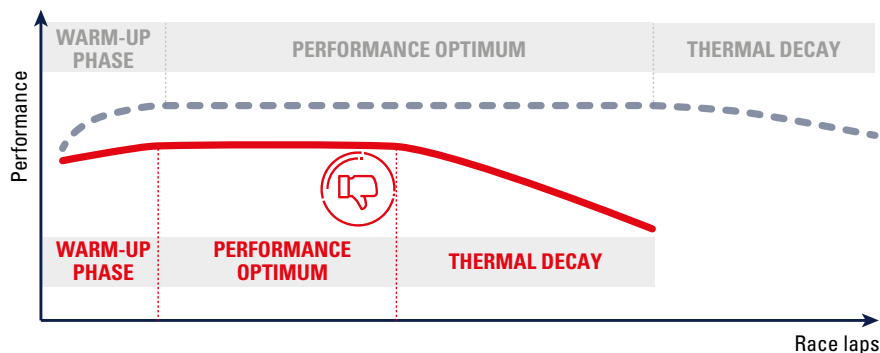 WARM-UP
PHASE
PERFORMANCE OPTIMUM
THERMAL DECAY
Performance
WARM-UP
PHASE
PERFORMANCE
OPTIMUM
THERMAL DECAY
Race laps